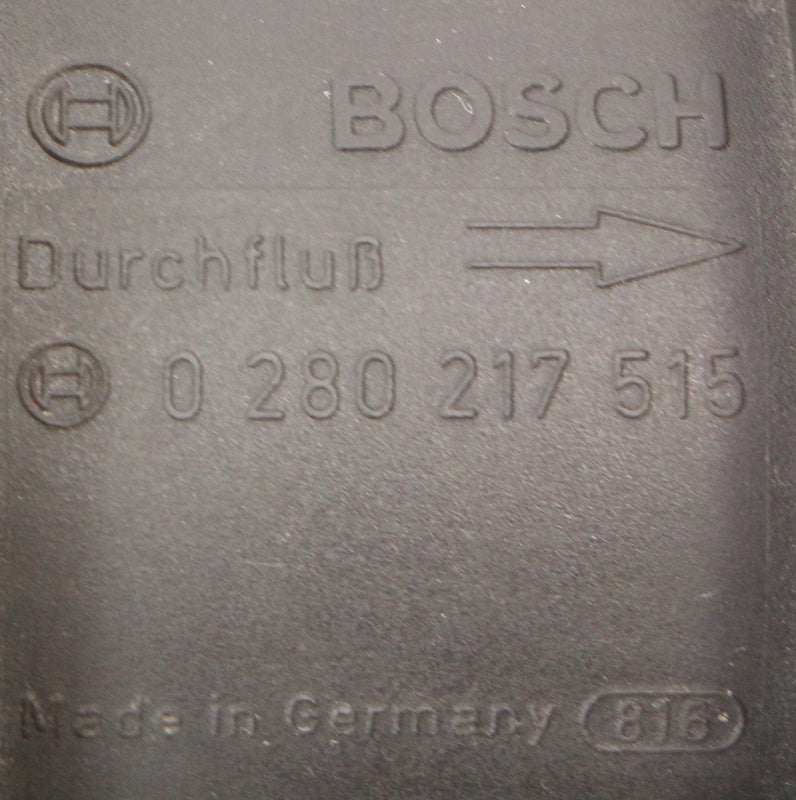 BOSCH
Durchfluß
0 280 217 515
Made in Germany 816